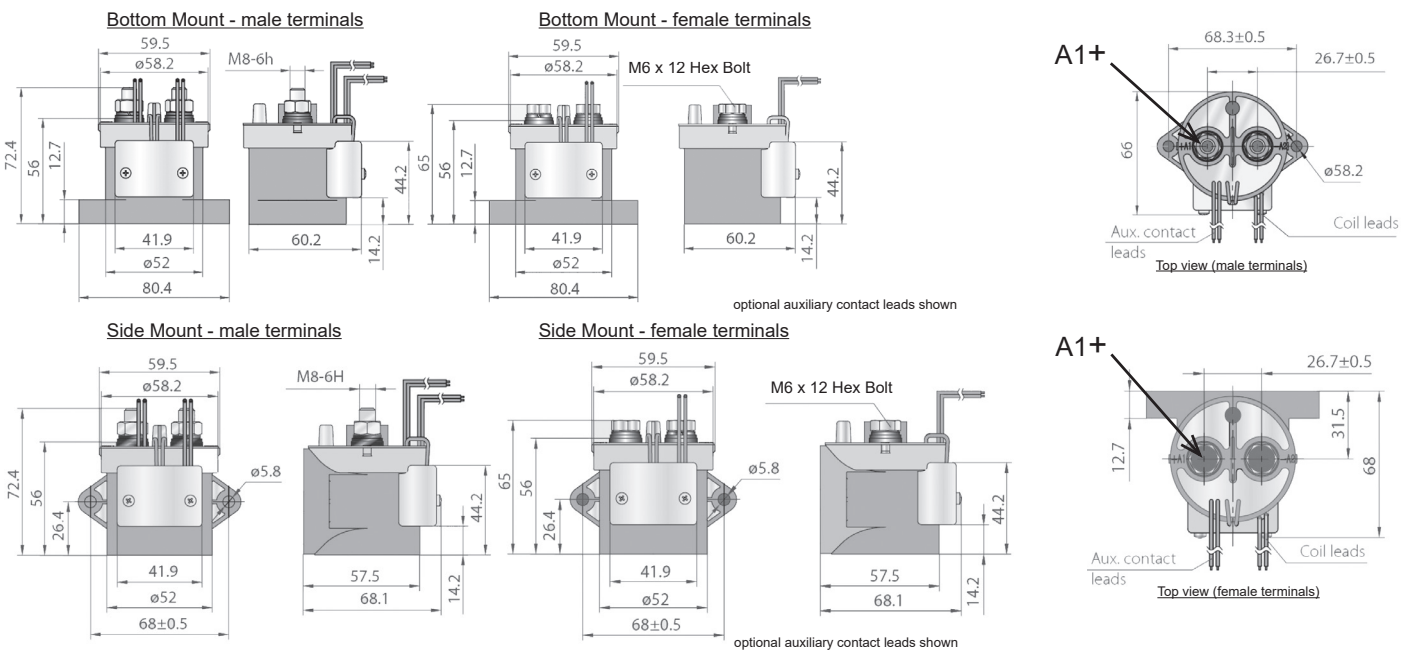 Bottom Mount - male terminals
59.5
ø58.2
M8-6h
72.4
56
12.7
41.9
ø52
80.4
60.2
44.2
14.2
Bottom Mount - female terminals
59.5
ø58.2
M6 x 12 Hex Bolt
65
56
12.7
41.9
ø52
80.4
60.2
44.2
14.2
optional auxiliary contact leads shown
A1+
68.3±0.5
26.7±0.5
66
ø58.2
Aux. contact
leads
Coil leads
Top view (male terminals)
Side Mount - male terminals
59.5
ø58.2
M8-6H
72.4
56
26.4
ø5.8
41.9
ø52
68±0.5
57.5
68.1
44.2
14.2
Side Mount - female terminals
59.5
ø58.2
M6 x 12 Hex Bolt
65
56
26.4
ø5.8
41.9
ø52
68±0.5
57.5
68.1
44.2
14.2
optional auxiliary contact leads shown
A1+
26.7±0.5
12.7
31.5
68
Aux. contact
leads
Coil leads
Top view (female terminals)